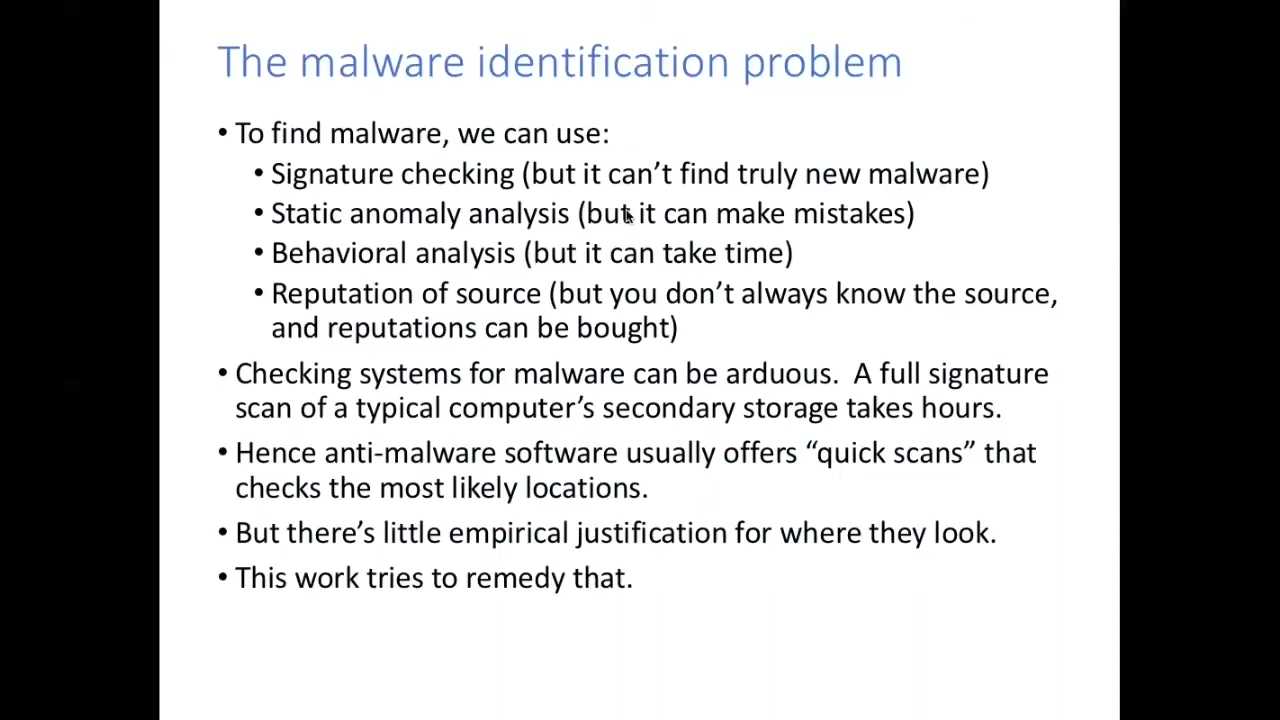 The malware identification problem
• To find malware, we can use:
• Signature checking (but it can’t find truly new malware)
• Static anomaly analysis (but it can make mistakes)
• Behavioral analysis (but it can take time)
• Reputation of source (but you don’t always know the source,
and reputations can be bought)
• Checking systems for malware can be arduous.  A full signature
scan of a typical computer’s secondary storage takes hours.
• Hence anti-malware software usually offers “quick scans” that
checks the most likely locations.
• But there’s little empirical justification for where they look.
• This work tries to remedy that.